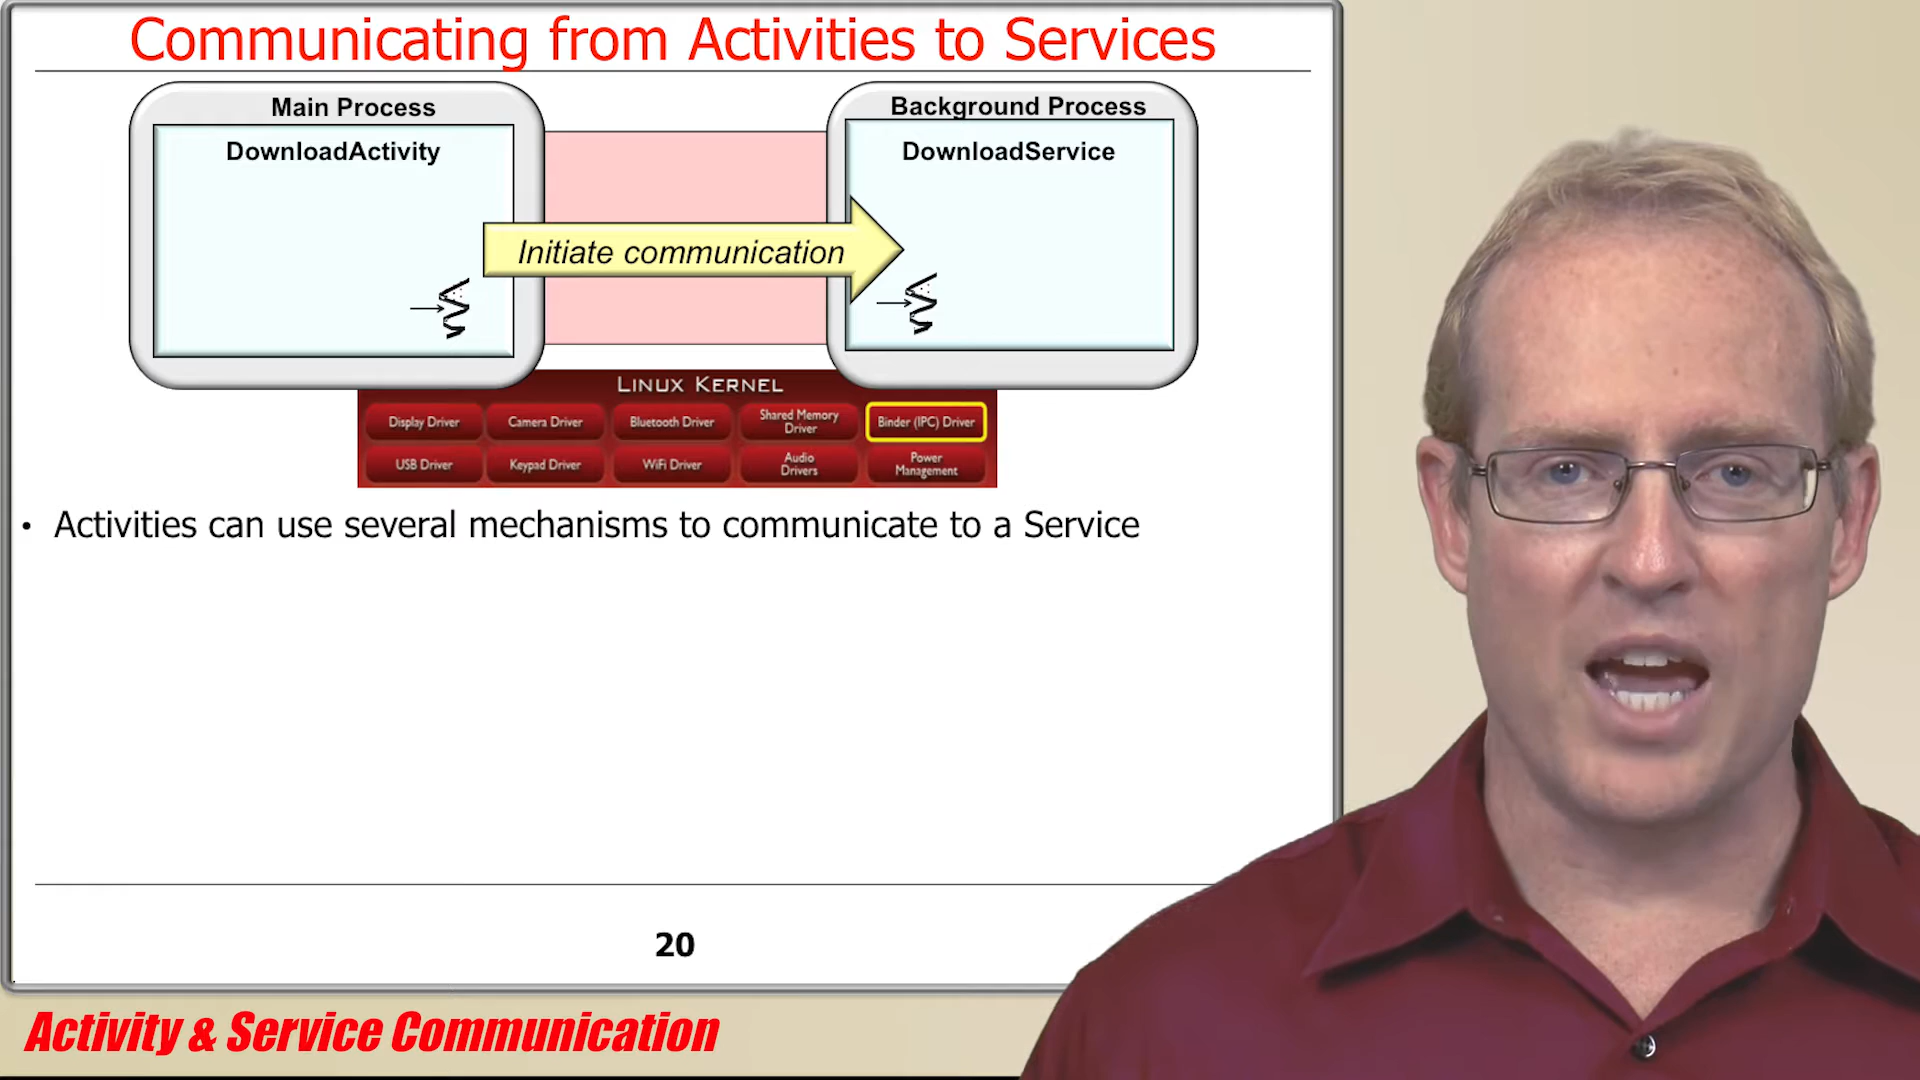 Communicating from Activities to Services
Main Process
DownloadActivity
Background Process
DownloadService
Initiate communication
LINUX KERNEL
Display Driver
Camera Driver
Bluetooth Driver
Shared Memory
Driver
Binder (IPC) Driver
USB Driver
Keypad Driver
WiFi Driver
Audio
Drivers
Power
Management
• Activities can use several mechanisms to communicate to a Service
20
Activity & Service Communication